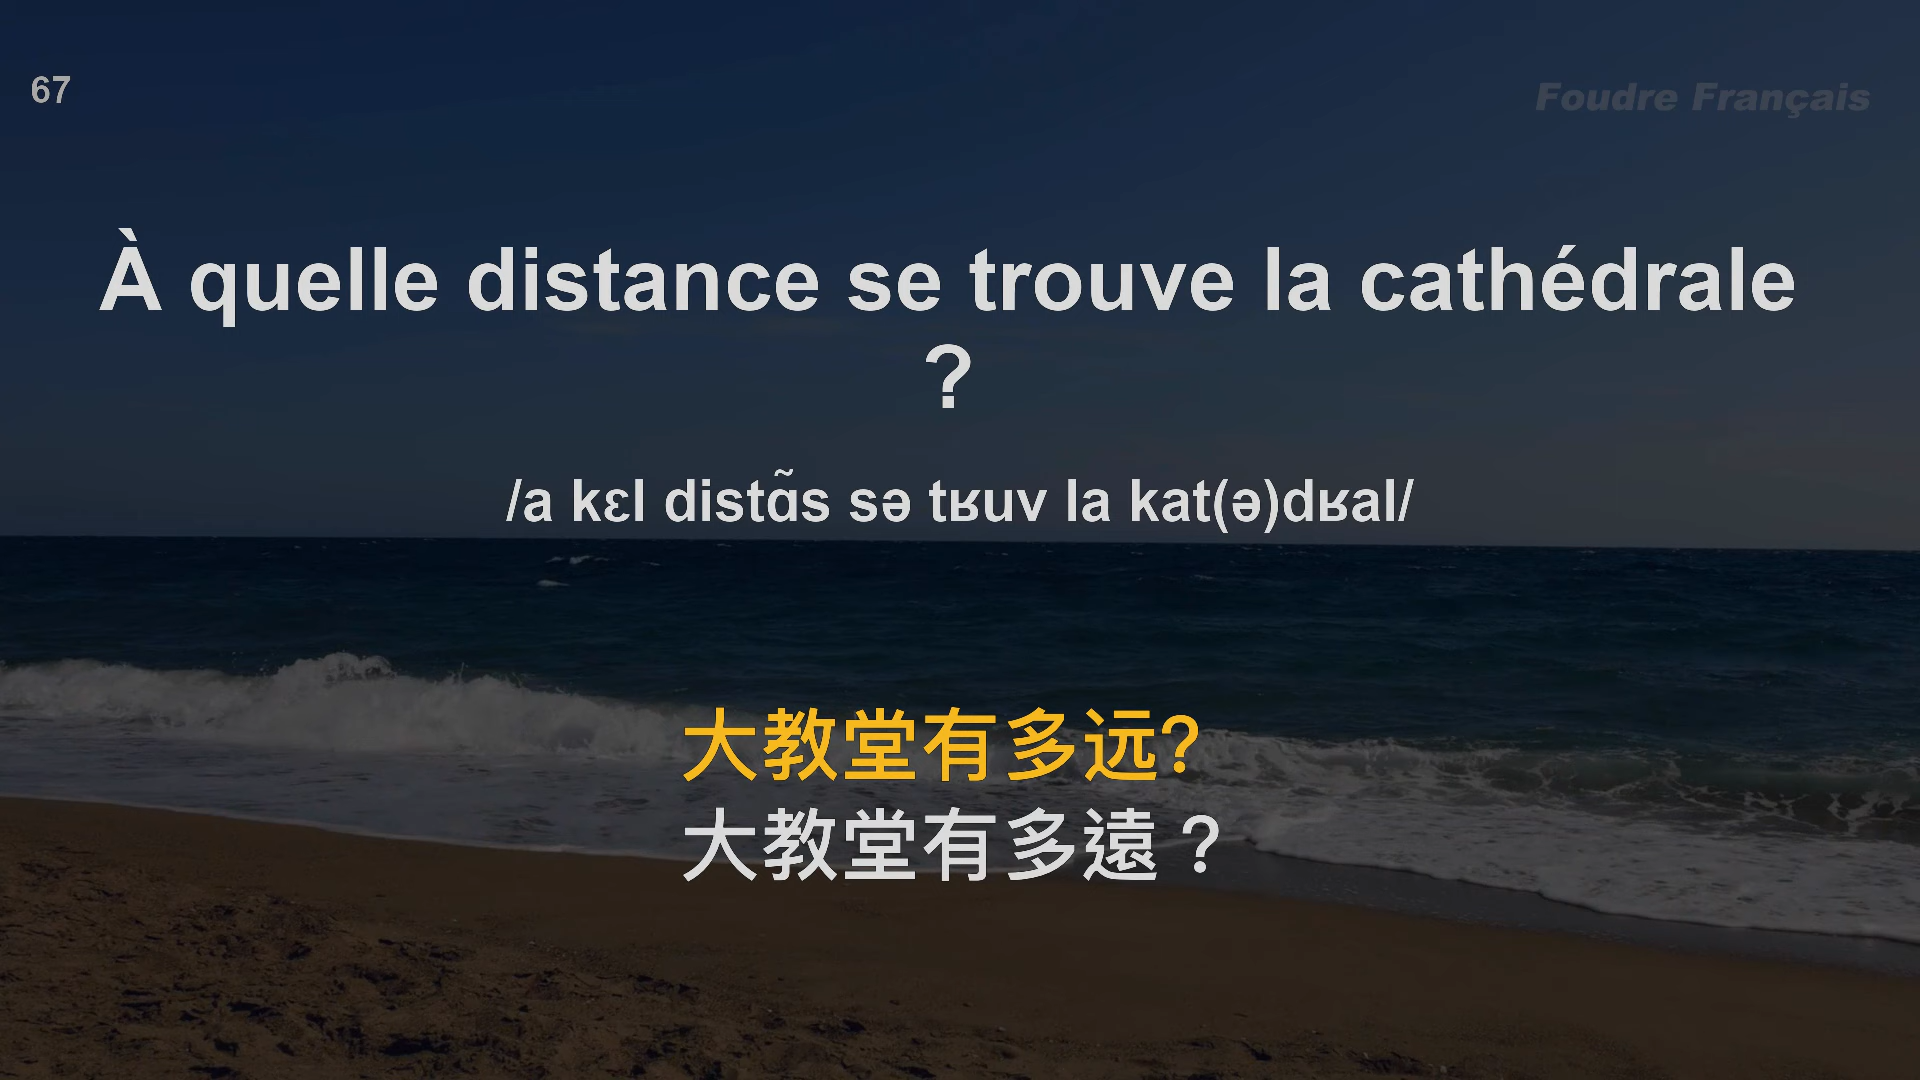 67
Foudre Français
À quelle distance se trouve la cathédrale
?
/a kɛl distɑ̃s sə tʁuv la kat(ə)dʁal/
大教堂有多远?
大教堂有多遠？